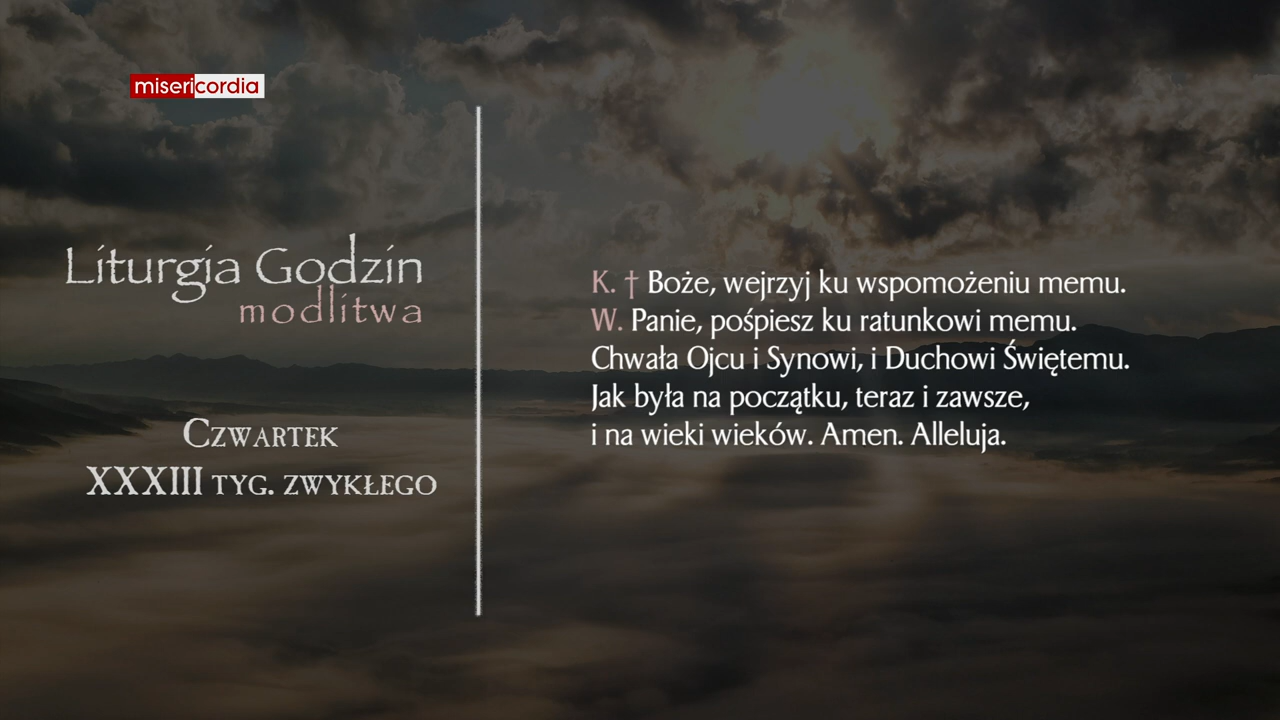 misericordia
Liturgia Godzin
modlitwa
Czwartek
XXXIII tyg. zwykłego
K. † Boże, wejrzyj ku wspomożeniu memu.
W. Panie, pośpiesz ku ratunkowi memu.
Chwała Ojcu i Synowi, i Duchowi Świętemu.
Jak była na początku, teraz i zawsze,
i na wieki wieków. Amen. Alleluja.